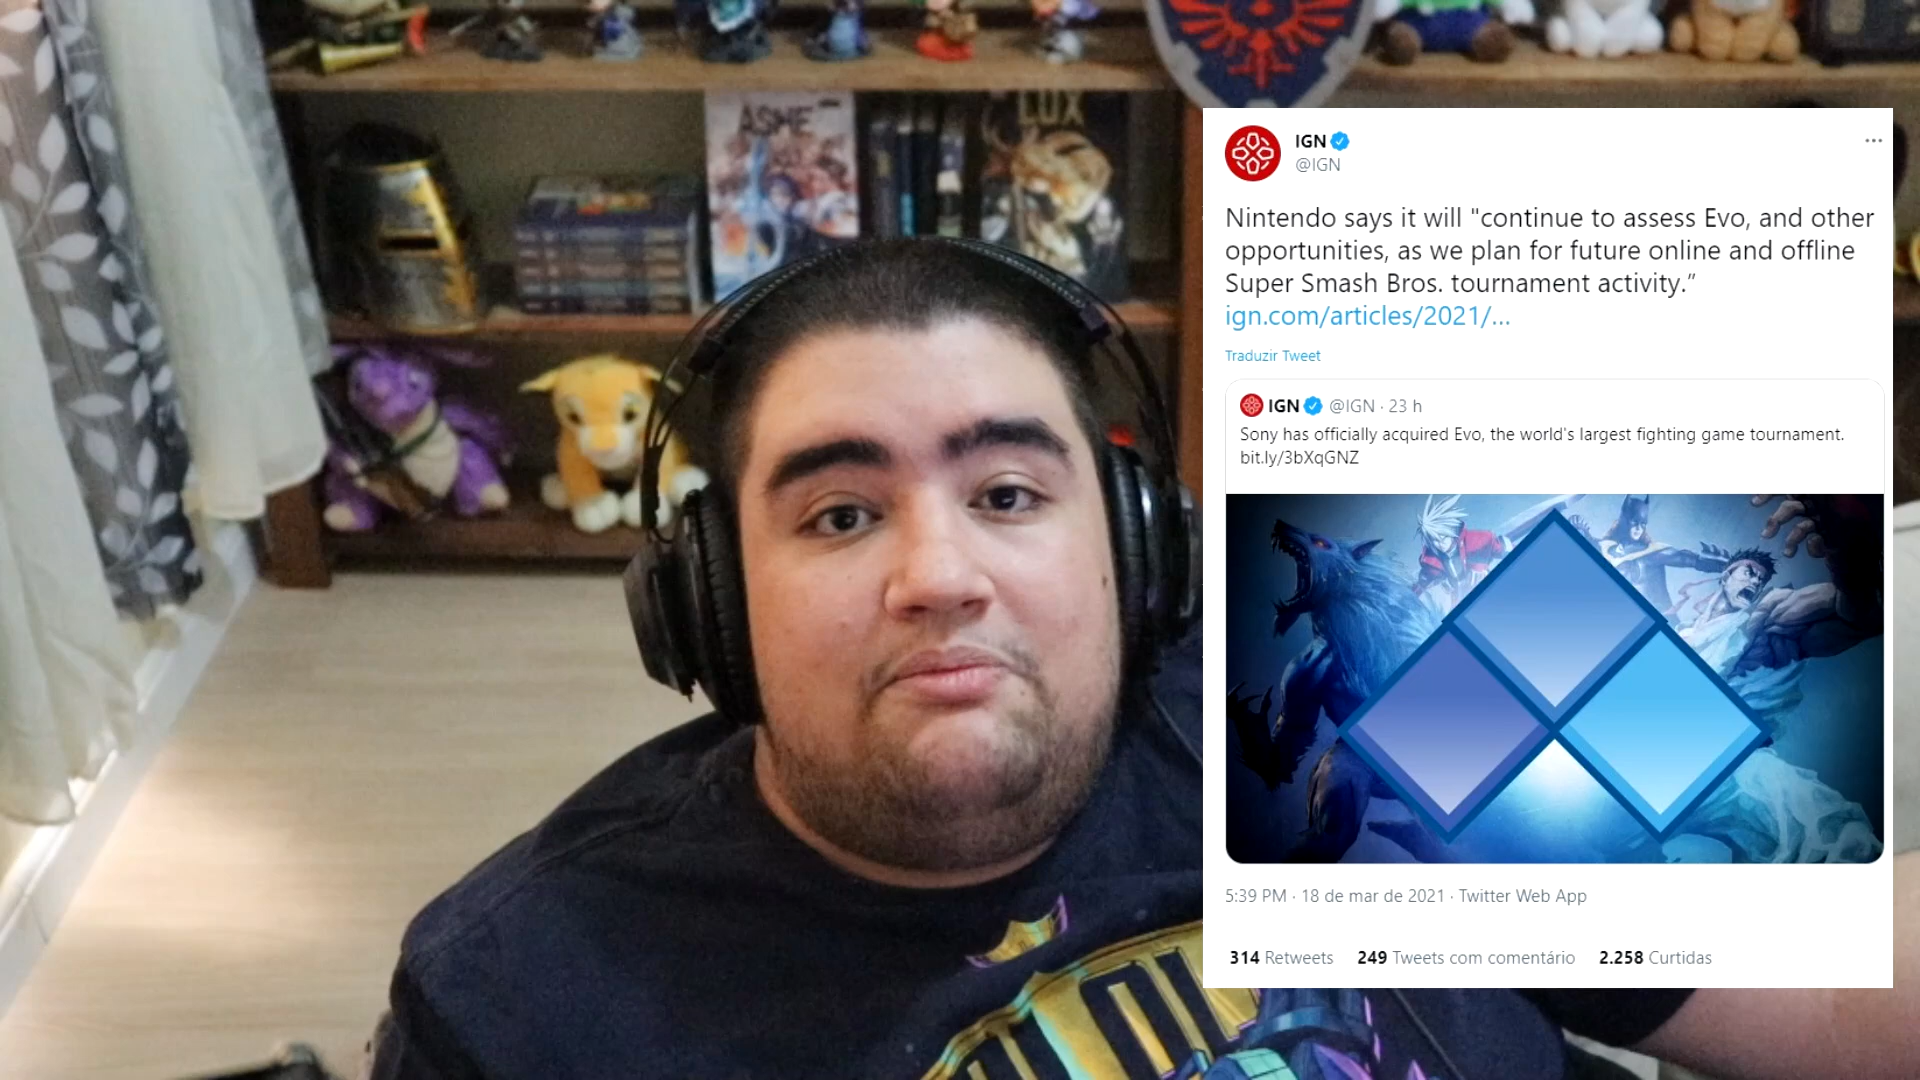 ASHE
LUX
IGN
@IGN
Nintendo says it will "continue to assess Evo, and other
opportunities, as we plan for future online and offline
Super Smash Bros. tournament activity.”
ign.com/articles/2021/...
Traduzir Tweet
IGN @IGN · 23 h
Sony has officially acquired Evo, the world's largest fighting game tournament.
bit.ly/3bXqGNZ
5:39 PM · 18 de mar de 2021 · Twitter Web App
314 Retweets 249 Tweets com comentário 2.258 Curtidas